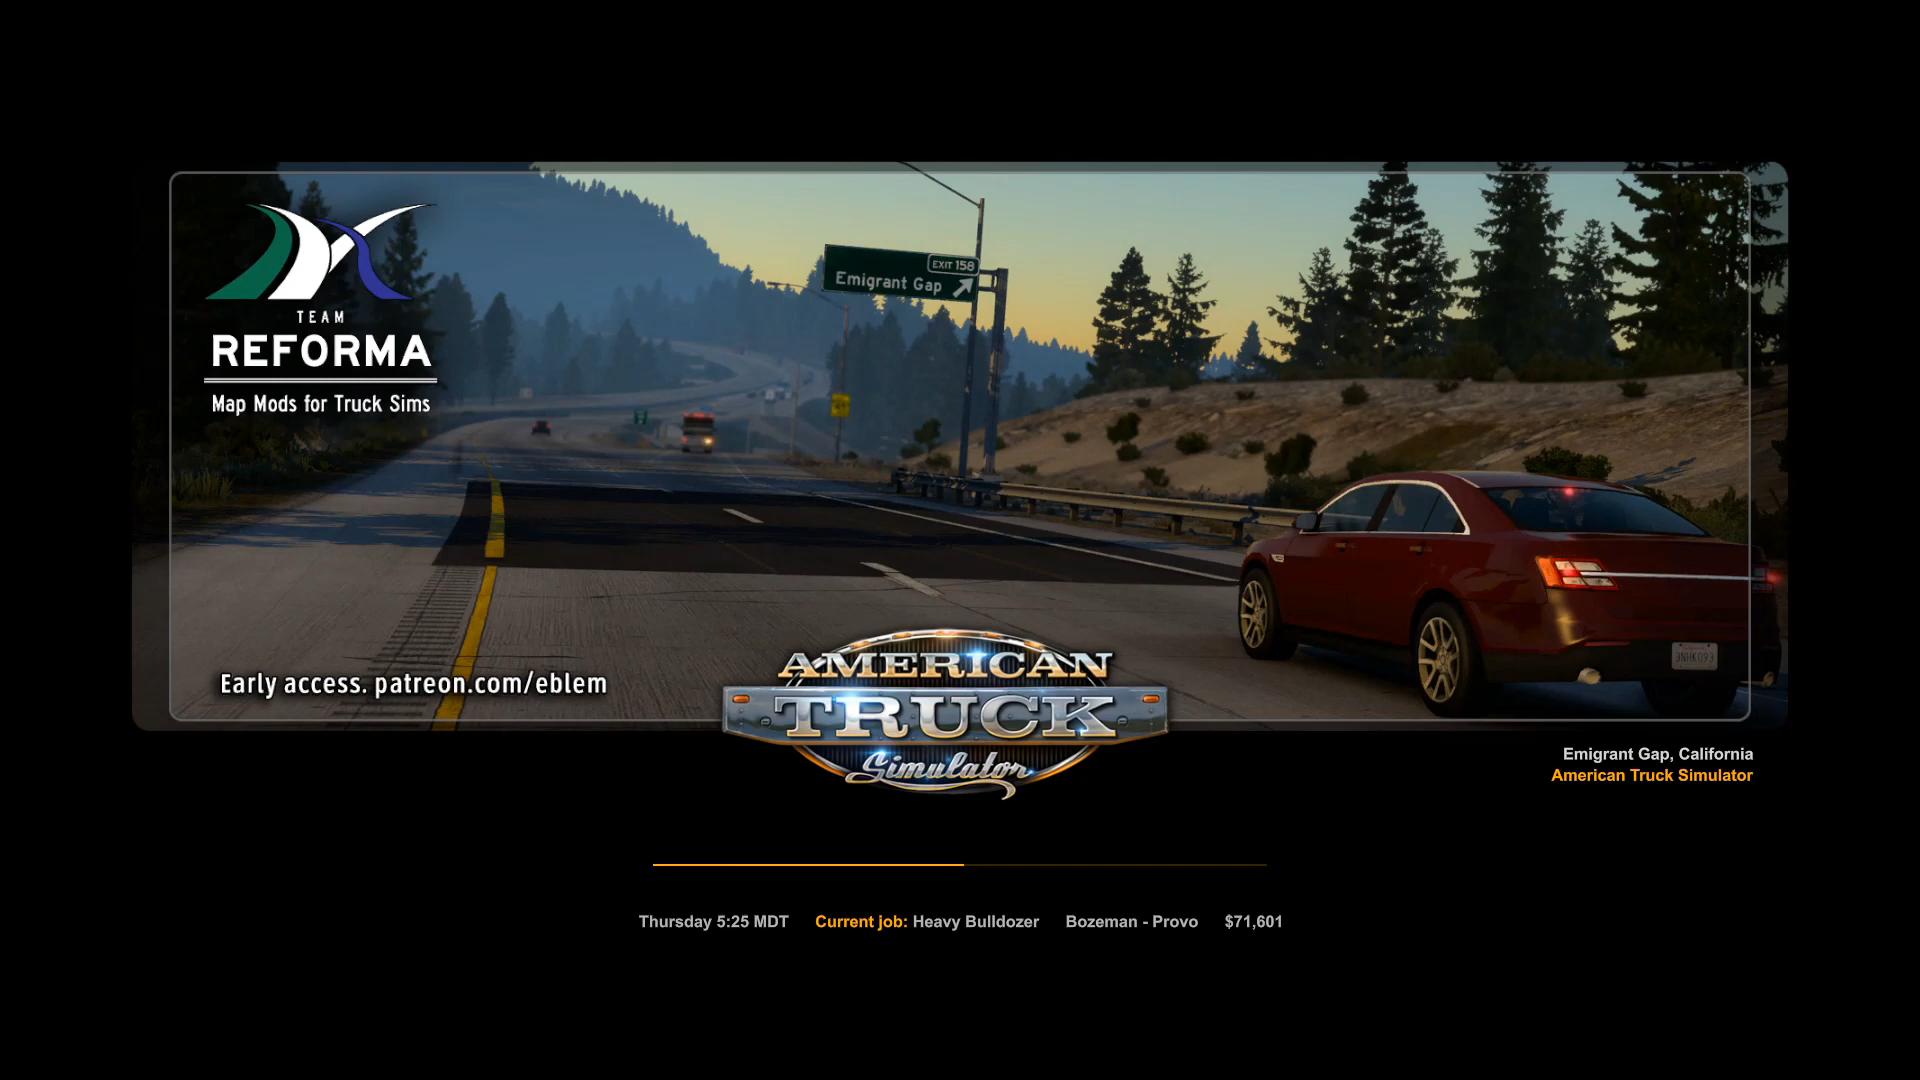 EXIT 158
Emigrant Gap
TEAM
REFORMA
Map Mods for Truck Sims
Early access. patreon.com/eblem
3NHK093
AMERICAN
TRUCK
Simulator
Emigrant Gap, California
American Truck Simulator
Thursday 5:25 MDT Current job: Heavy Bulldozer Bozeman - Provo $71,601